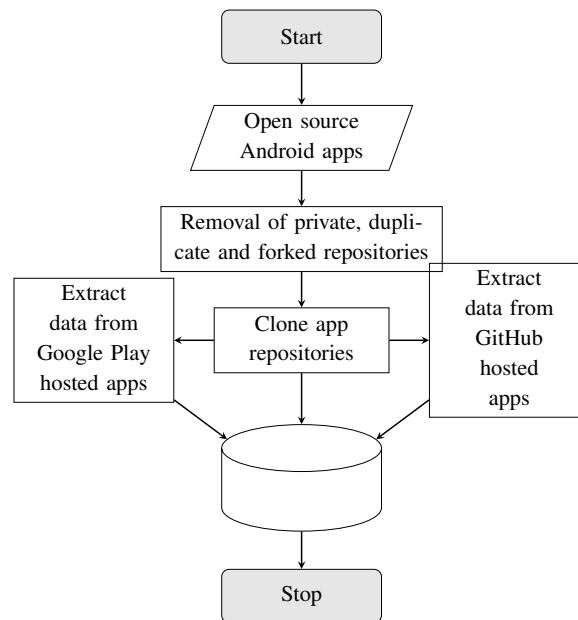 Start
Open source
Android apps
Removal of private, dupli-
cate and forked repositories
Extract
data from
Google Play
hosted apps
Clone app
repositories
Extract
data from
GitHub
hosted
apps
Stop